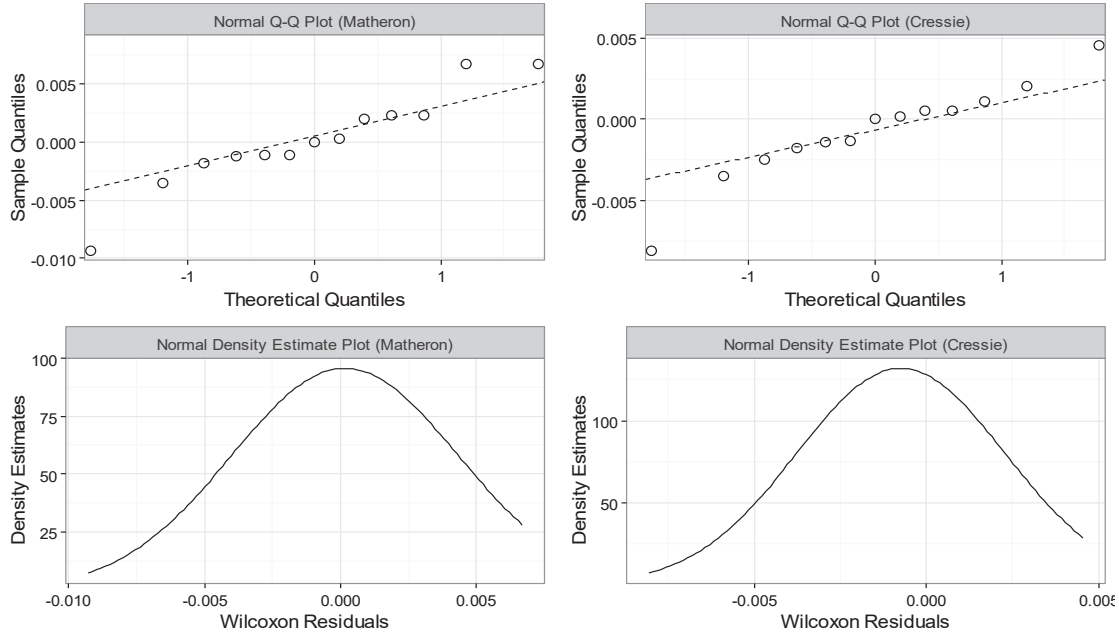 Normal Q-Q Plot (Matheron)
Sample Quantiles
0.005
0.000
-0.005
-0.010
-1
0
1
Theoretical Quantiles
Normal Q-Q Plot (Cressie)
Sample Quantiles
0.005
0.000
-0.005
-1
0
1
Theoretical Quantiles
Normal Density Estimate Plot (Matheron)
Density Estimates
100
75
50
25
-0.010
-0.005
0.000
0.005
Wilcoxon Residuals
Normal Density Estimate Plot (Cressie)
Density Estimates
100
50
-0.005
0.000
0.005
Wilcoxon Residuals